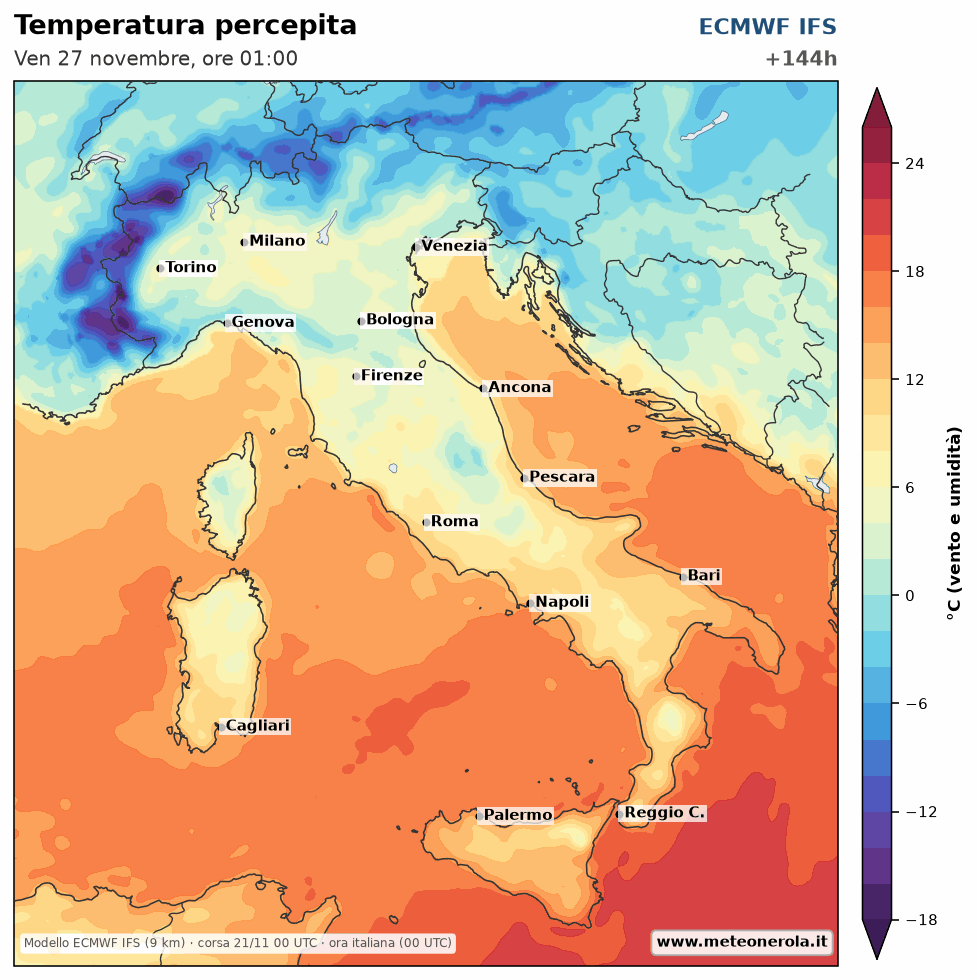 Temperatura percepita
ECMWF IFS
Ven 27 novembre, ore 01:00
+144h
Milano
Venezia
Torino
Genova
Bologna
Firenze
Ancona
Pescara
Roma
Bari
Napoli
Cagliari
Palermo
Reggio C.
24
18
12
6
0
−6
−12
−18
°C (vento e umidità)
Modello ECMWF IFS (9 km) · corsa 21/11 00 UTC · ora italiana (00 UTC)
www.meteonerola.it